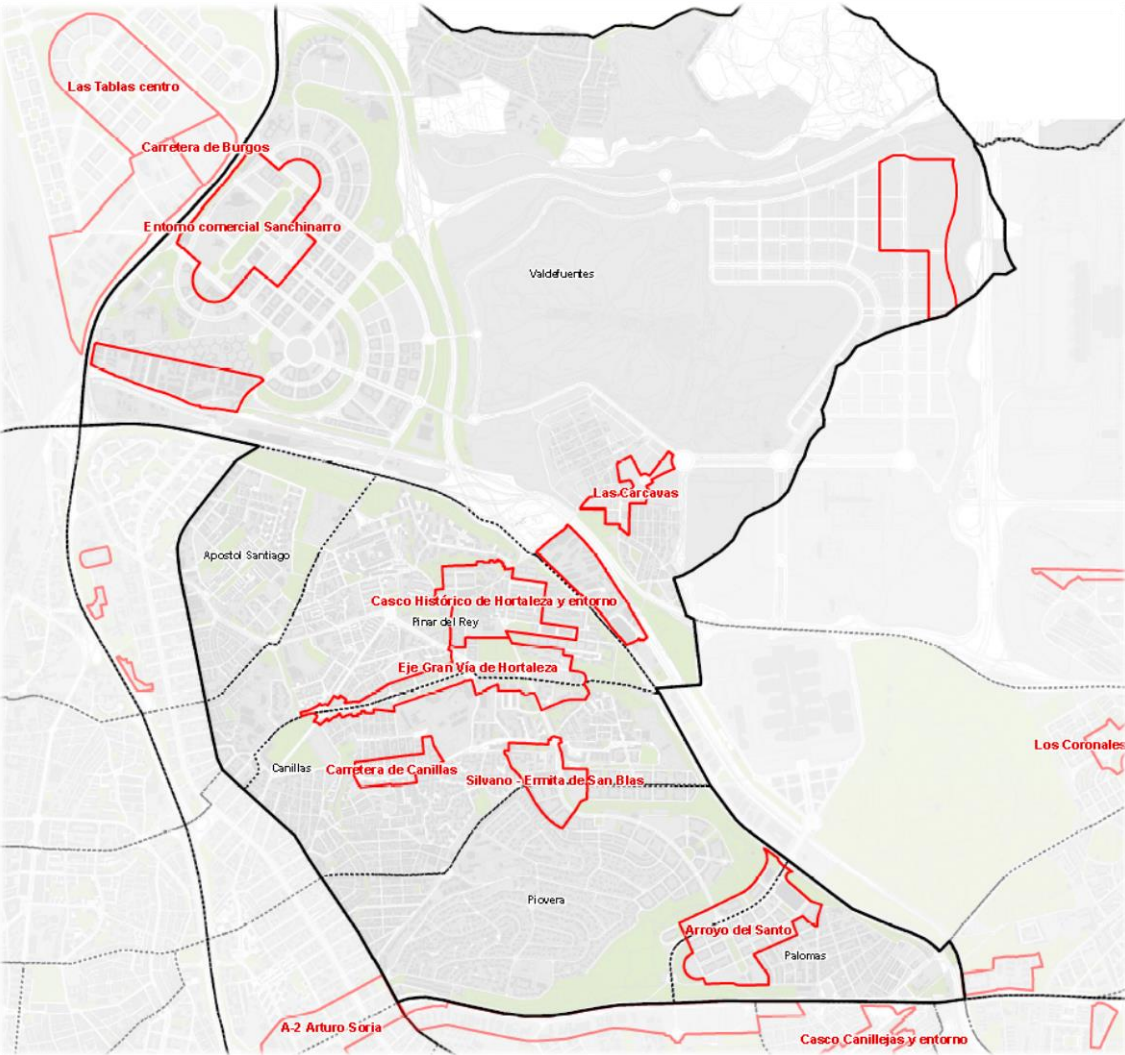 Las Tablas centro
Carretera de Burgos
Entorno comercial Sanchinarro
Valdefuentes
Las Carcavas
Apostol Santiago
Casco Histórico de Hortaleza y entorno
Pinar del Rey
Eje Gran Vía de Hortaleza
Los Coronales
Canillas
Carretera de Canillas
Silvano - Ermita de San Blas
Piovera
Arroyo del Santo
Palomas
A-2 Arturo Soria
Casco Canillejas y entorno